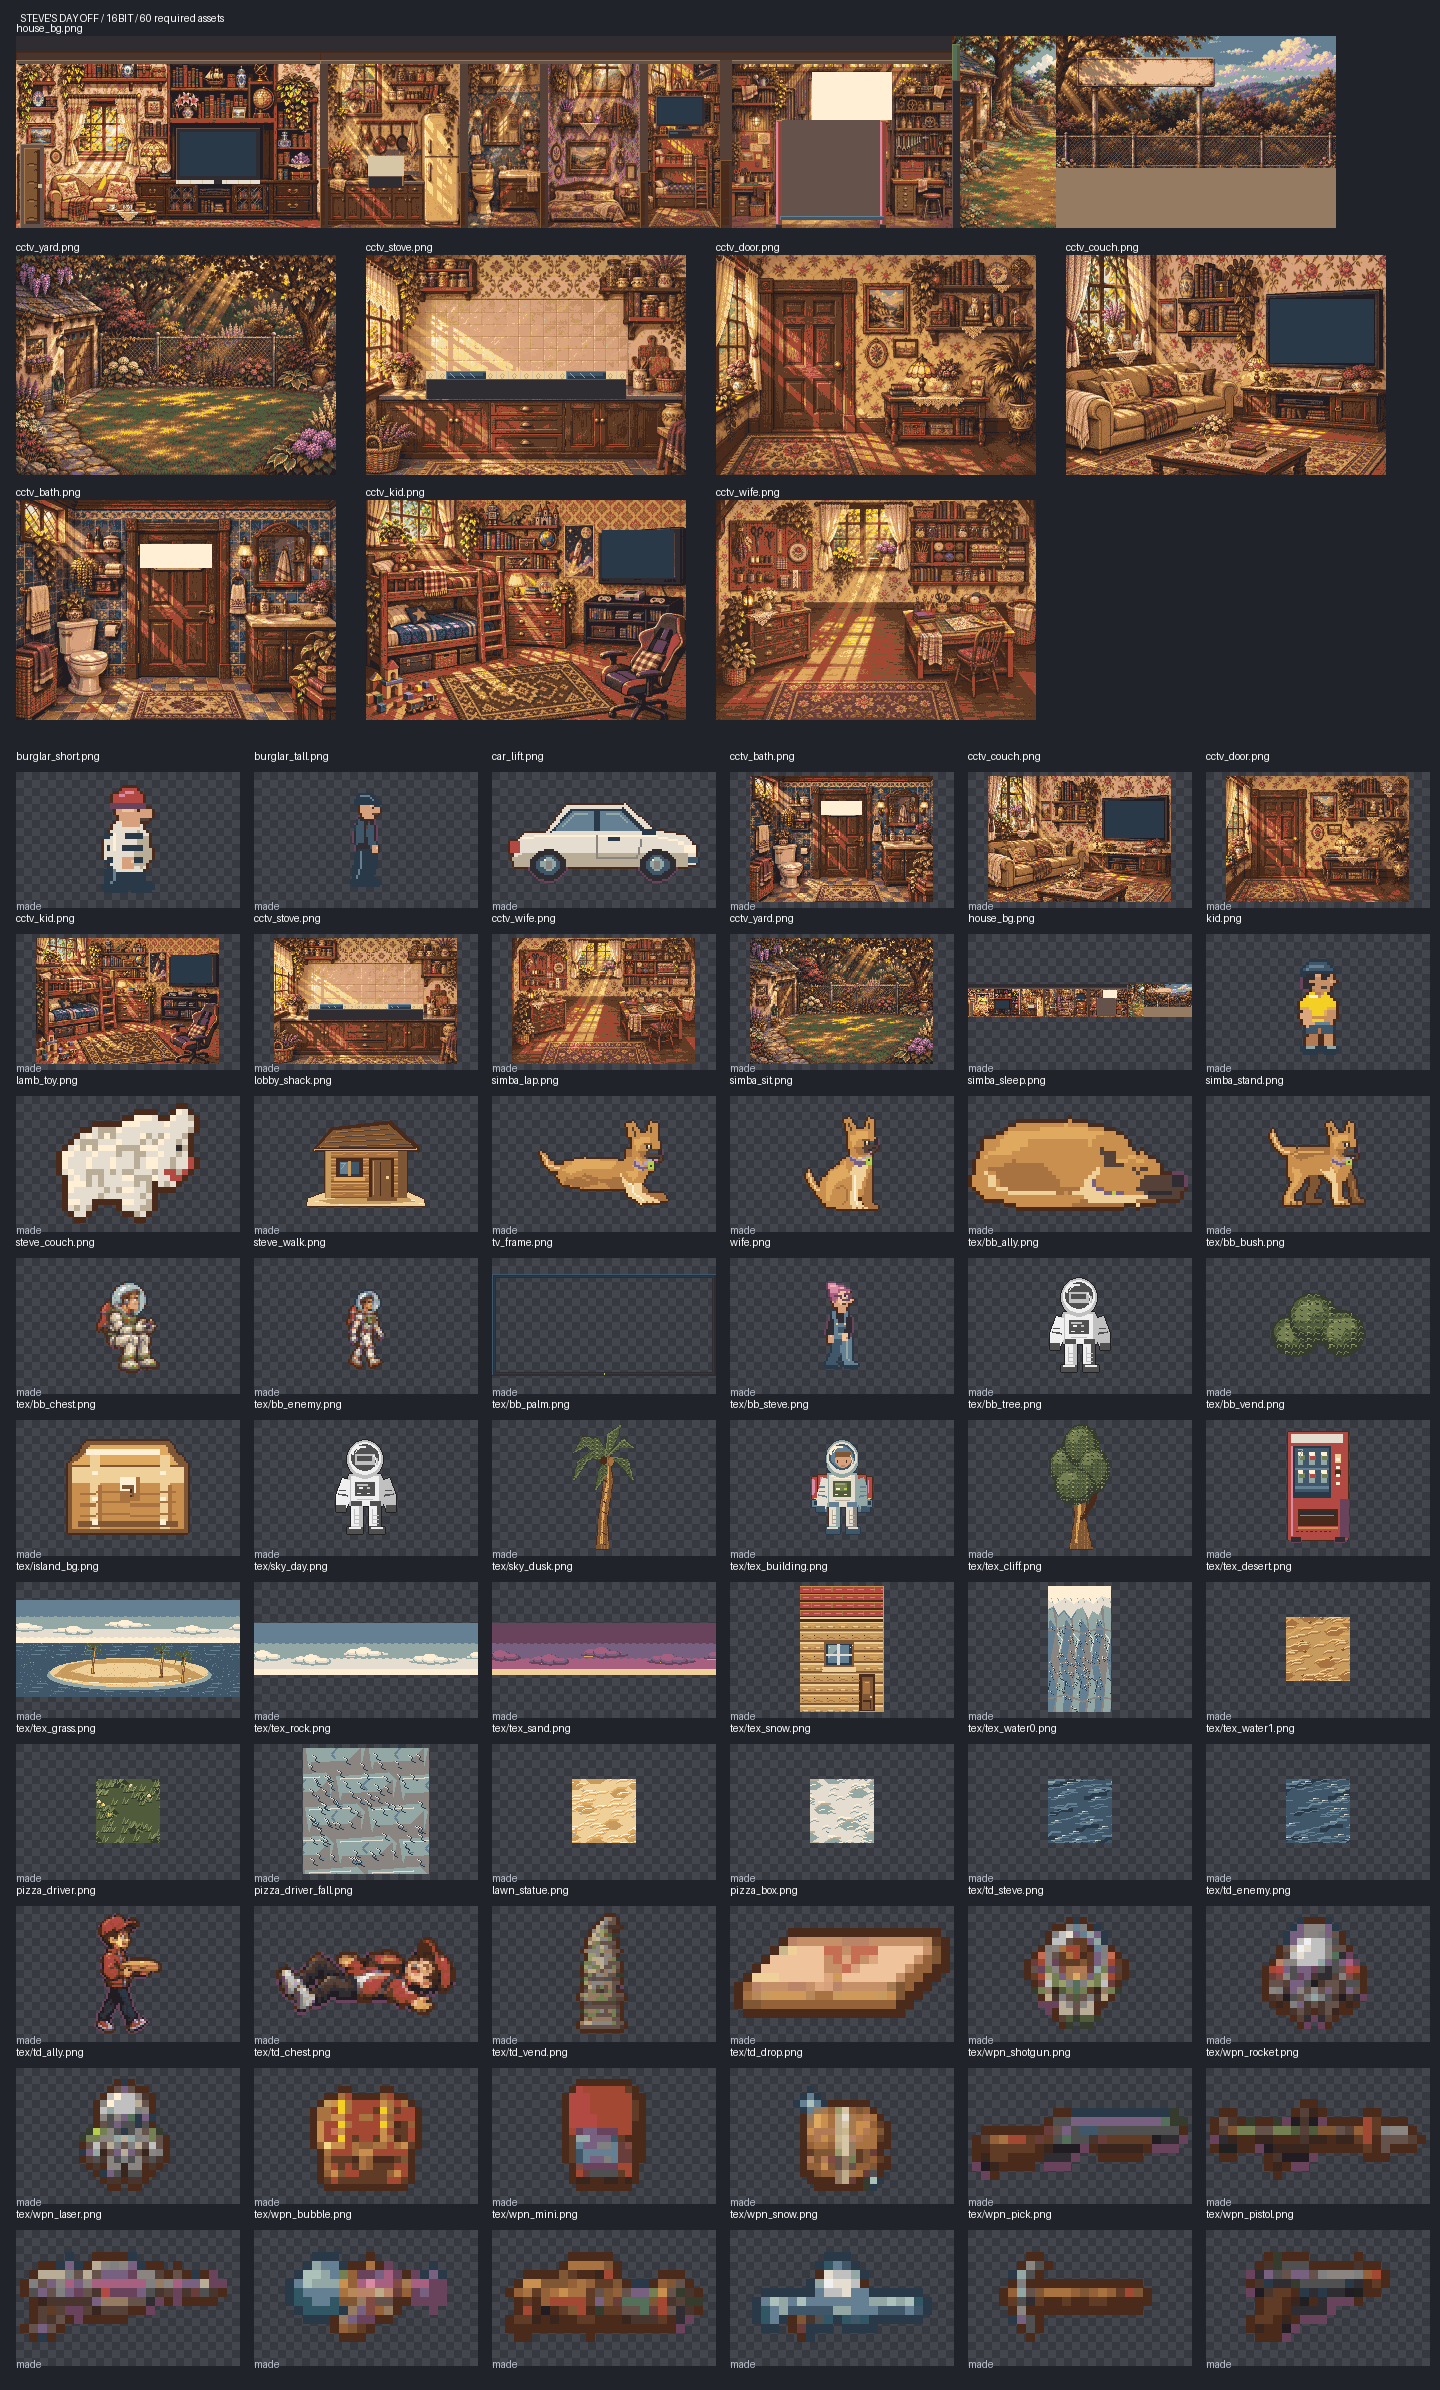 STEVE'S DAY OFF / 16BIT / 60 required assets
house_bg.png
cctv_yard.png cctv_stove.png cctv_door.png cctv_couch.png
cctv_bath.png cctv_kid.png cctv_wife.png
burglar_short.png burglar_tall.png car_lift.png cctv_bath.png cctv_couch.png cctv_door.png
made made made made made made
cctv_kid.png cctv_stove.png cctv_wife.png cctv_yard.png house_bg.png kid.png
made made made made made made
lamb_toy.png lobby_shack.png simba_lap.png simba_sit.png simba_sleep.png simba_stand.png
made made made made made made
steve_couch.png steve_walk.png tv_frame.png wife.png tex/bb_ally.png tex/bb_bush.png
made made made made made made
tex/bb_chest.png tex/bb_enemy.png tex/bb_palm.png tex/bb_steve.png tex/bb_tree.png tex/bb_vend.png
made made made made made made
tex/island_bg.png tex/sky_day.png tex/sky_dusk.png tex/tex_building.png tex/tex_cliff.png tex/tex_desert.png
made made made made made made
tex/tex_grass.png tex/tex_rock.png tex/tex_sand.png tex/tex_snow.png tex/tex_water0.png tex/tex_water1.png
made made made made made made
pizza_driver.png pizza_driver_fall.png lawn_statue.png pizza_box.png tex/td_steve.png tex/td_enemy.png
made made made made made made
tex/td_ally.png tex/td_chest.png tex/td_vend.png tex/td_drop.png tex/wpn_shotgun.png tex/wpn_rocket.png
made made made made made made
tex/wpn_laser.png tex/wpn_bubble.png tex/wpn_mini.png tex/wpn_snow.png tex/wpn_pick.png tex/wpn_pistol.png
made made made made made made